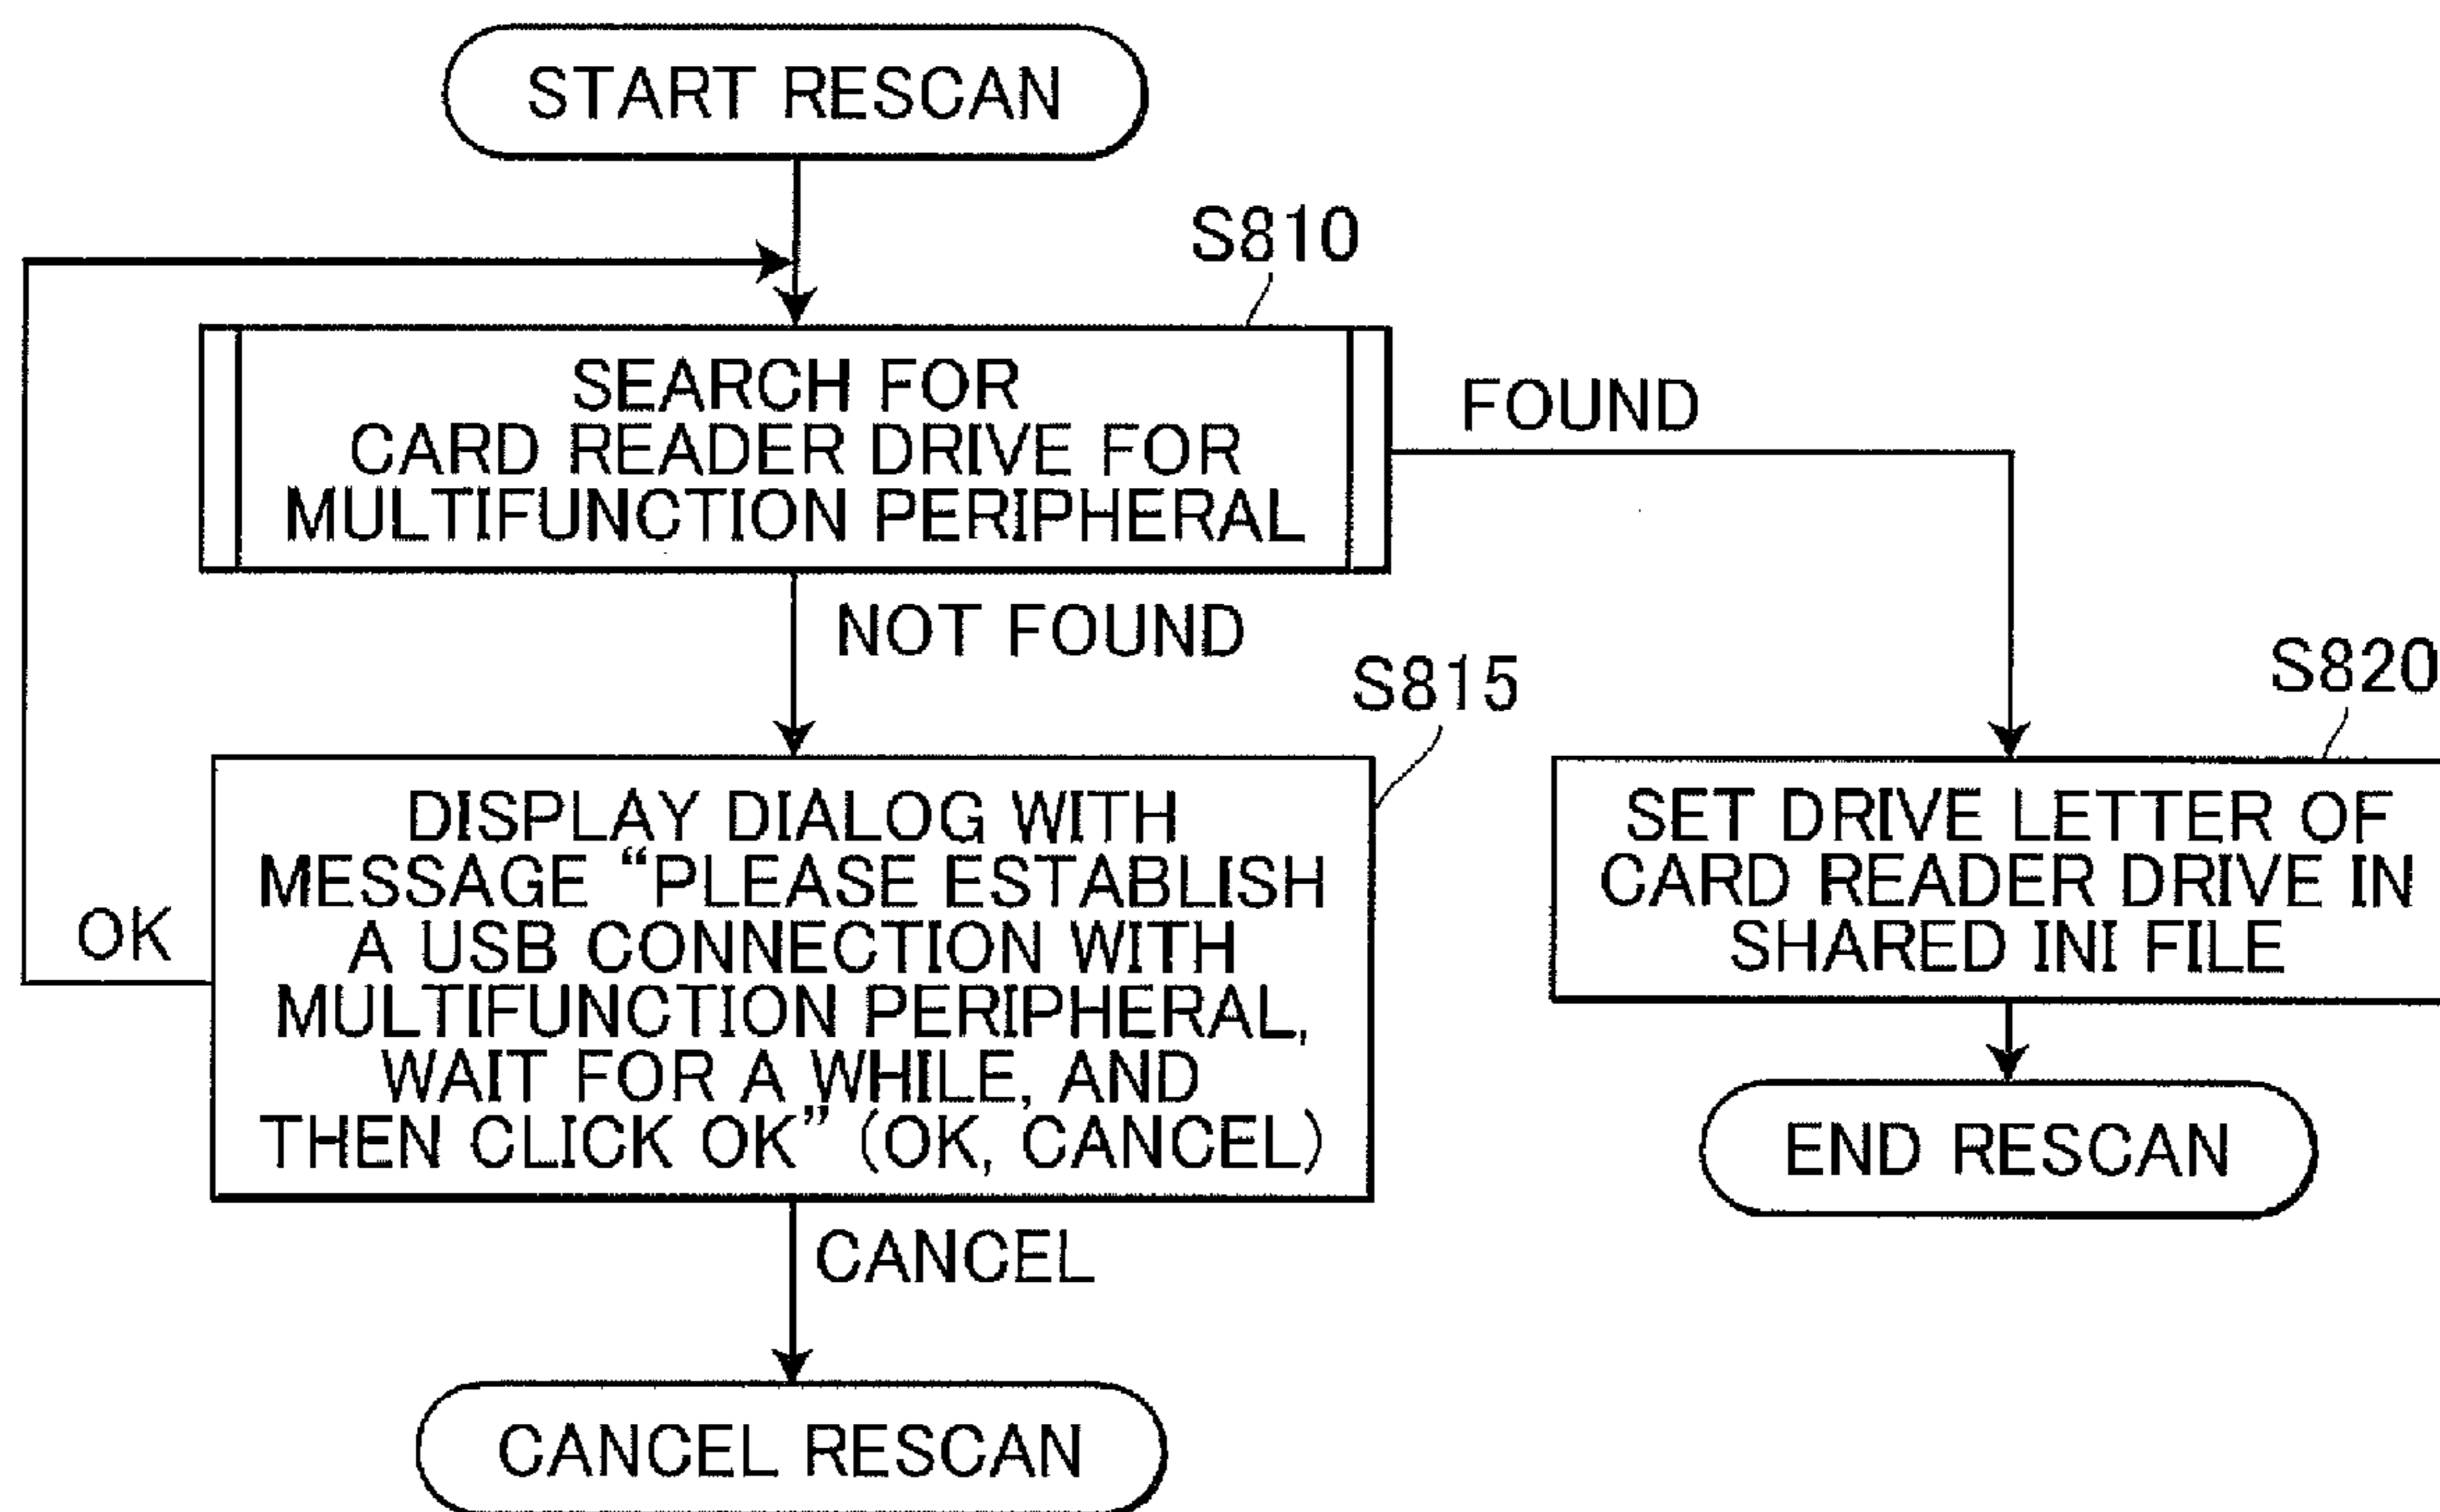 START RESCAN
S810
SEARCH FOR
CARD READER DRIVE FOR
MULTIFUNCTION PERIPHERAL
FOUND
NOT FOUND
S815
S820
DISPLAY DIALOG WITH
MESSAGE “PLEASE ESTABLISH
A USB CONNECTION WITH
MULTIFUNCTION PERIPHERAL,
WAIT FOR A WHILE, AND
THEN CLICK OK” (OK, CANCEL)
OK
SET DRIVE LETTER OF
CARD READER DRIVE IN
SHARED INI FILE
END RESCAN
CANCEL
CANCEL RESCAN